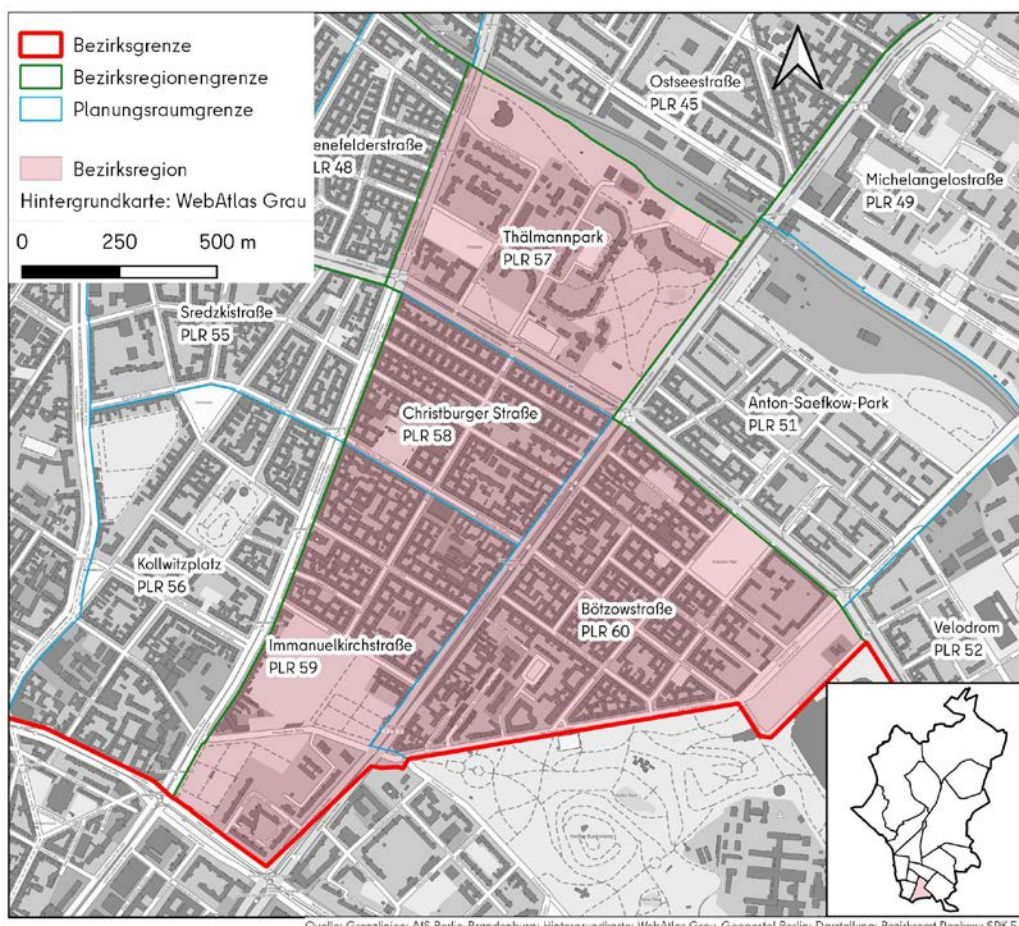 Bezirksgrenze
Bezirksregionengrenze
Planungsraumgrenze
Bezirksregion
Hintergrundkarte: WebAtlas Grau
0 250 500 m
Ostseestraße
PLR 45
enefelderstraße
LR 48
Michelangelostraße
PLR 49
Thälmannpark
PLR 57
Sredzkistraße
PLR 55
Christburger Straße
PLR 58
Anton-Saefkow-Park
PLR 51
Kollwitzplatz
PLR 56
Bötzowstraße
PLR 60
Immanuelkirchstraße
PLR 59
Velodrom
PLR 52